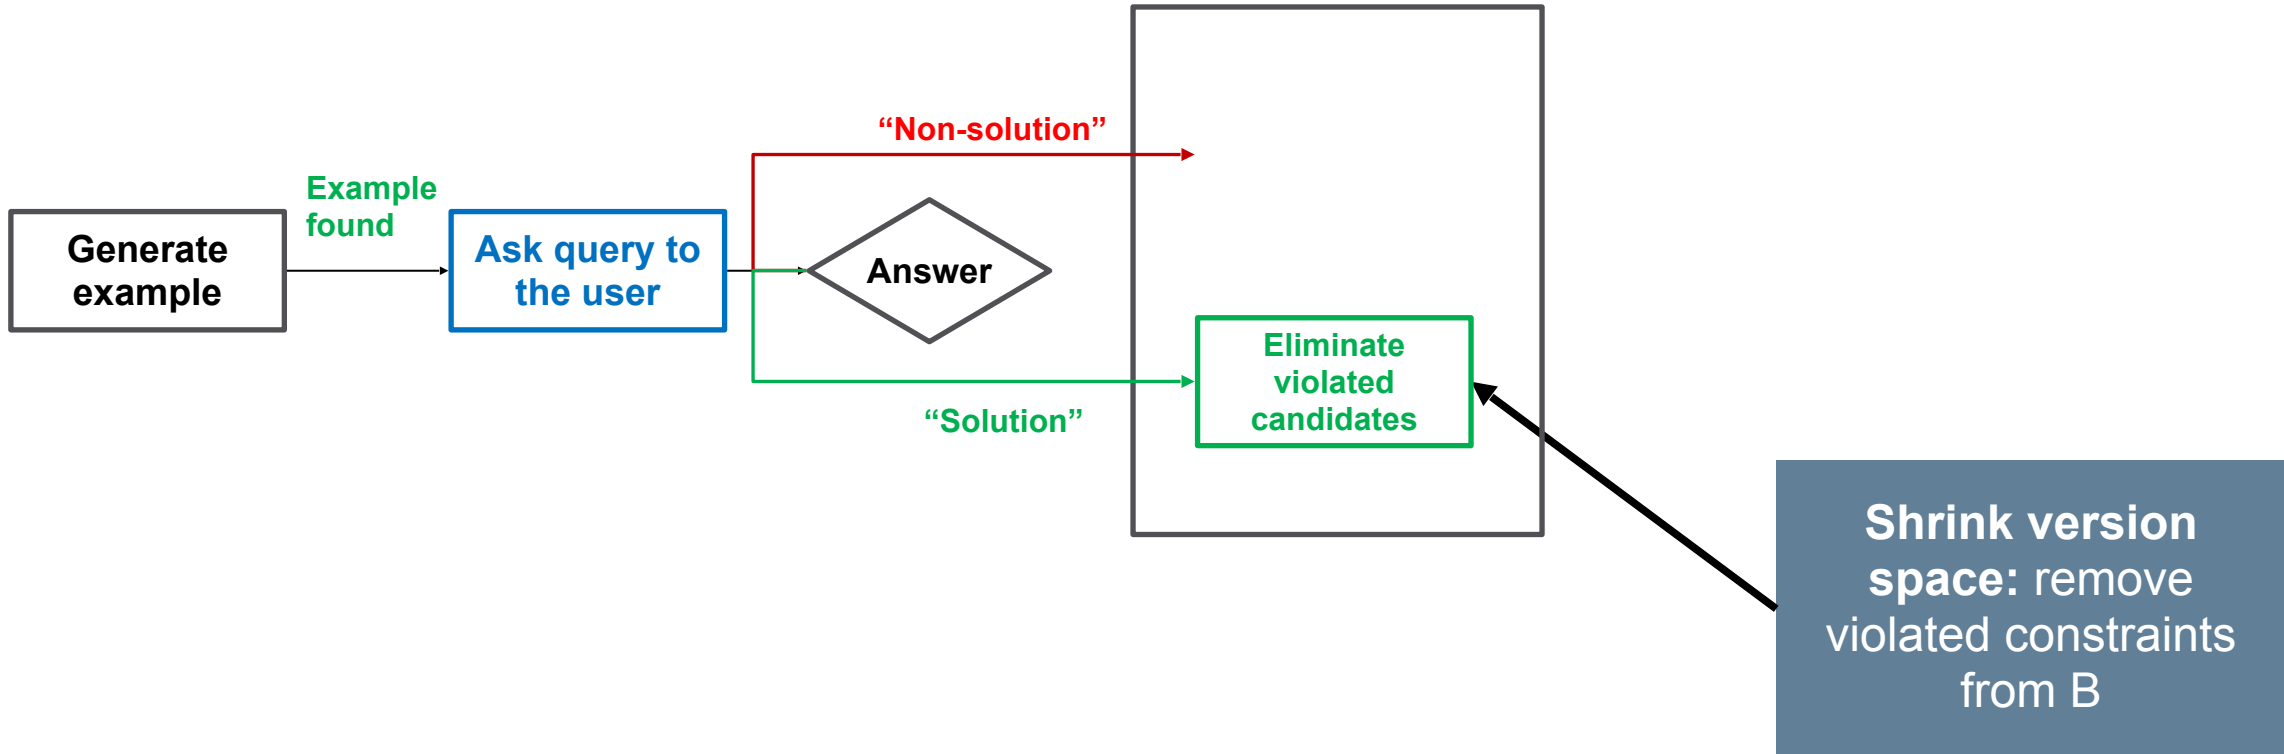 “Non-solution”
Example
found
Generate
example
Ask query to
the user
Answer
Eliminate
violated
candidates
“Solution”
Shrink version
space: remove
violated constraints
from B